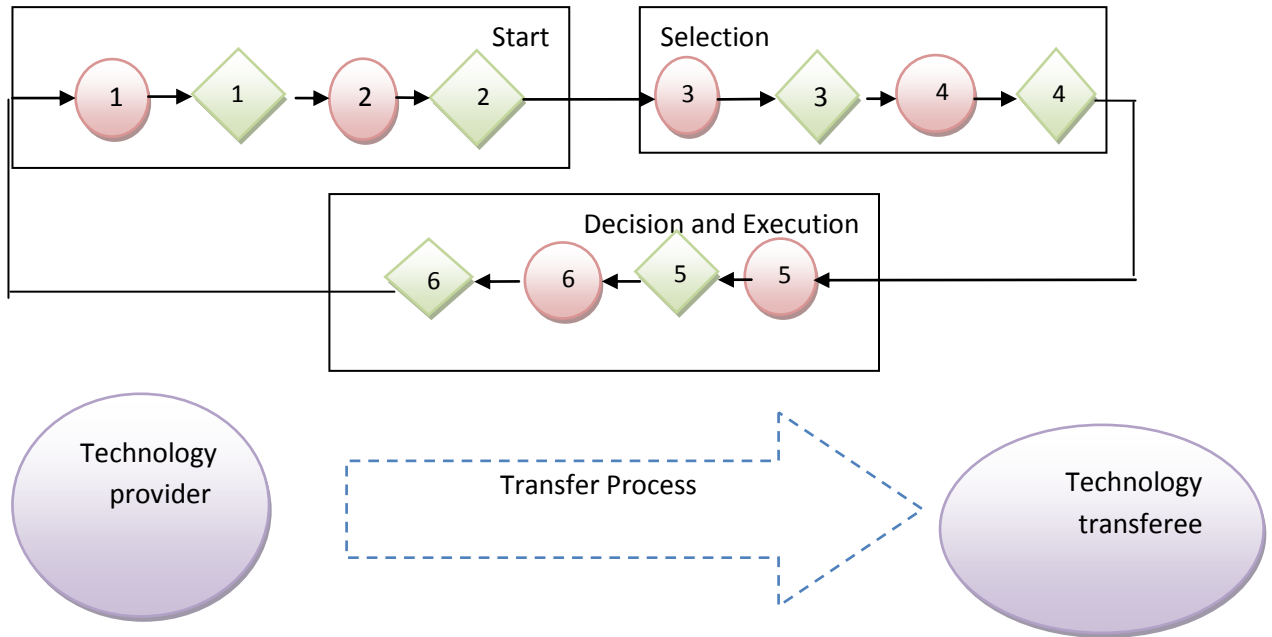 Start
1
1
2
2
Selection
3
3
4
4
Decision and Execution
6
6
5
5
Technology
provider
Transfer Process
Technology
transferee